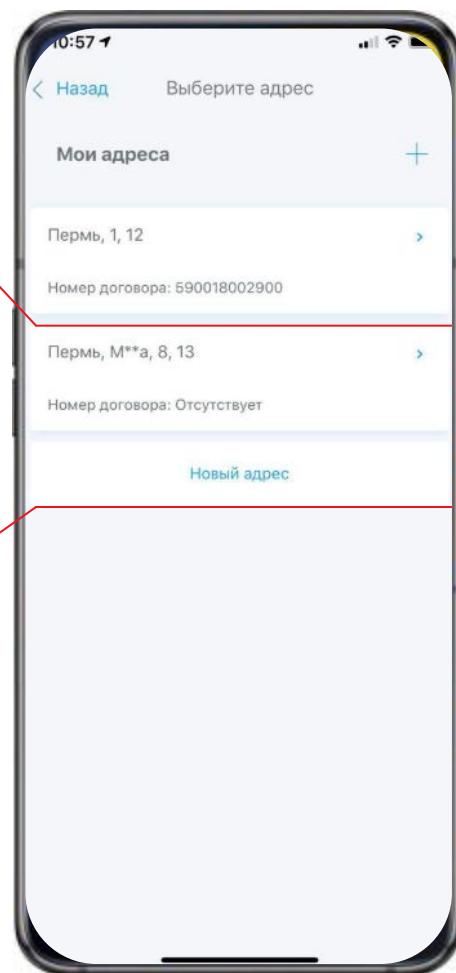 10:57
Назад Выберите адрес
Мои адреса
Пермь, 1, 12
Номер договора: 590018002900
Пермь, М**а, 8, 13
Номер договора: Отсутствует
Новый адрес